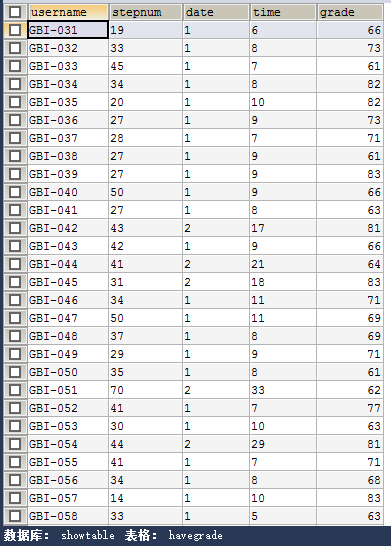 username stepnum date time grade
GBI-031 19 1 6 66
GBI-032 33 1 8 73
GBI-033 45 1 7 61
GBI-034 34 1 8 82
GBI-035 20 1 10 82
GBI-036 27 1 9 73
GBI-037 28 1 7 71
GBI-038 27 1 9 61
GBI-039 27 1 9 83
GBI-040 50 1 9 66
GBI-041 27 1 8 63
GBI-042 43 2 17 81
GBI-043 42 1 9 66
GBI-044 41 2 21 64
GBI-045 31 2 18 83
GBI-046 34 1 11 71
GBI-047 50 1 11 69
GBI-048 37 1 8 69
GBI-049 29 1 9 71
GBI-050 35 1 8 61
GBI-051 70 2 33 62
GBI-052 41 1 7 77
GBI-053 30 1 10 63
GBI-054 44 2 29 81
GBI-055 41 1 7 71
GBI-056 34 1 8 68
GBI-057 14 1 10 83
GBI-058 33 1 5 63
数据库: showtable 表格: havegrade